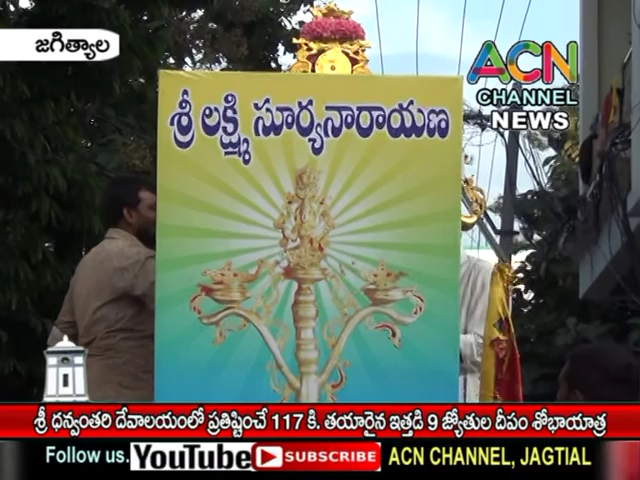 జగిత్యాల
ACN
CHANNEL
NEWS
శ్రీ లక్ష్మి సూర్యనారాయణ
శ్రీ ధన్వంతరి దేవాలయంలో ప్రతిష్టించే 117 కి. తయారైన ఇత్తడి 9 జ్యోతుల దీపం శోభాయాత్ర
Follow us. YouTube SUBSCRIBE ACN CHANNEL, JAGTIAL